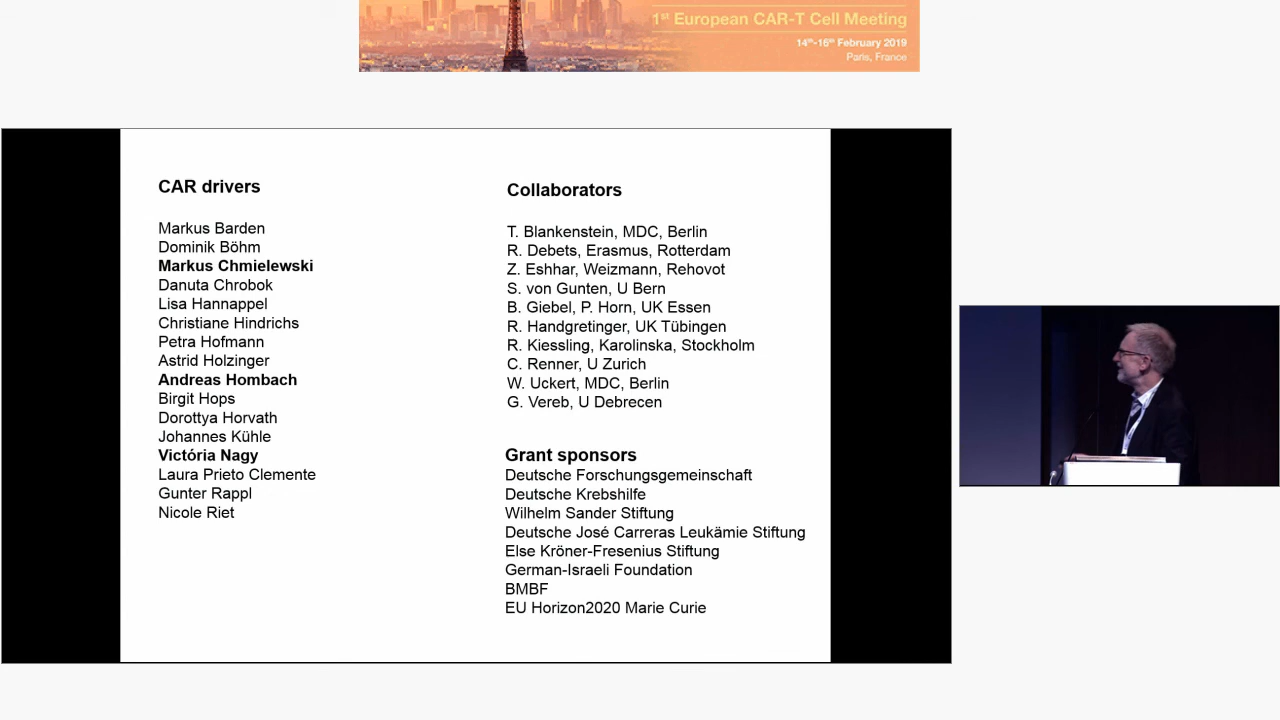 1st European CAR-T Cell Meeting
14th-16th February 2019
Paris, France
CAR drivers
Markus Barden
Dominik Böhm
Markus Chmielewski
Danuta Chrobok
Lisa Hannappel
Christiane Hindrichs
Petra Hofmann
Astrid Holzinger
Andreas Hombach
Birgit Hops
Dorottya Horvath
Johannes Kühle
Victória Nagy
Laura Prieto Clemente
Gunter Rappl
Nicole Riet
Collaborators
T. Blankenstein, MDC, Berlin
R. Debets, Erasmus, Rotterdam
Z. Eshhar, Weizmann, Rehovot
S. von Gunten, U Bern
B. Giebel, P. Horn, UK Essen
R. Handgretinger, UK Tübingen
R. Kiessling, Karolinska, Stockholm
C. Renner, U Zurich
W. Uckert, MDC, Berlin
G. Vereb, U Debrecen
Grant sponsors
Deutsche Forschungsgemeinschaft
Deutsche Krebshilfe
Wilhelm Sander Stiftung
Deutsche José Carreras Leukämie Stiftung
Else Kröner-Fresenius Stiftung
German-Israeli Foundation
BMBF
EU Horizon2020 Marie Curie